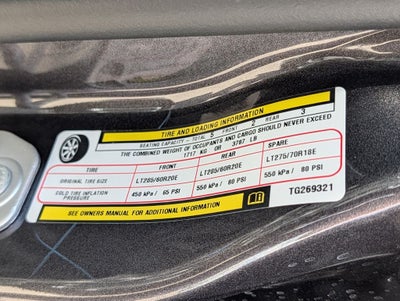 TIRE AND LOADING INFORMATION
SEATING CAPACITY - TOTAL 5 FRONT 2 REAR 3
THE COMBINED WEIGHT OF OCCUPANTS AND CARGO SHOULD NEVER EXCEED
1717 KG OR 3787 LB
TIRE FRONT REAR SPARE
ORIGINAL TIRE SIZE LT285/60R20E LT285/60R20E LT275/70R18E
COLD TIRE INFLATION PRESSURE 450 kPa / 65 PSI 550 kPa / 80 PSI 550 kPa / 80 PSI
SEE OWNERS MANUAL FOR ADDITIONAL INFORMATION
TG269321